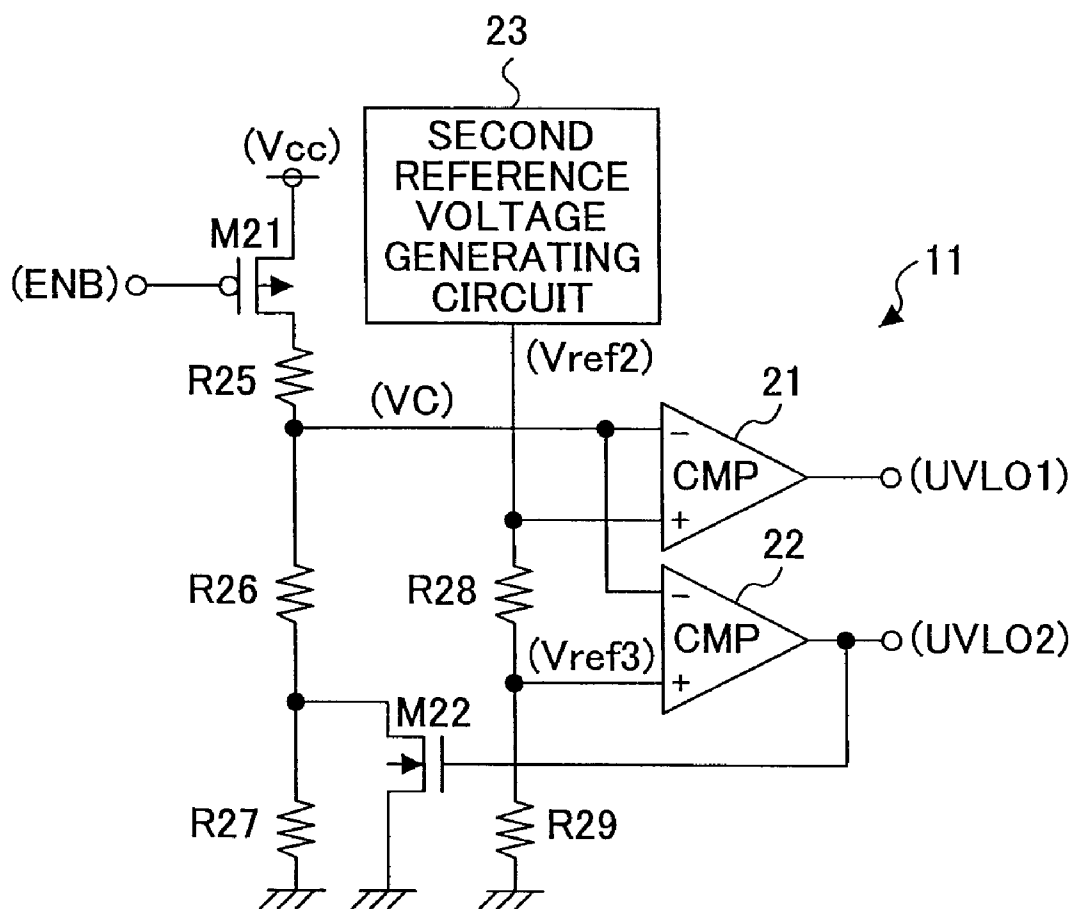 23
SECOND
REFERENCE
VOLTAGE
GENERATING
CIRCUIT
(Vcc)
M21
(ENB)
11
R25
(VC)
(Vref2)
21
-
CMP
+
(UVLO1)
22
R26
R28
-
CMP
+
(UVLO2)
(Vref3)
M22
R27
R29